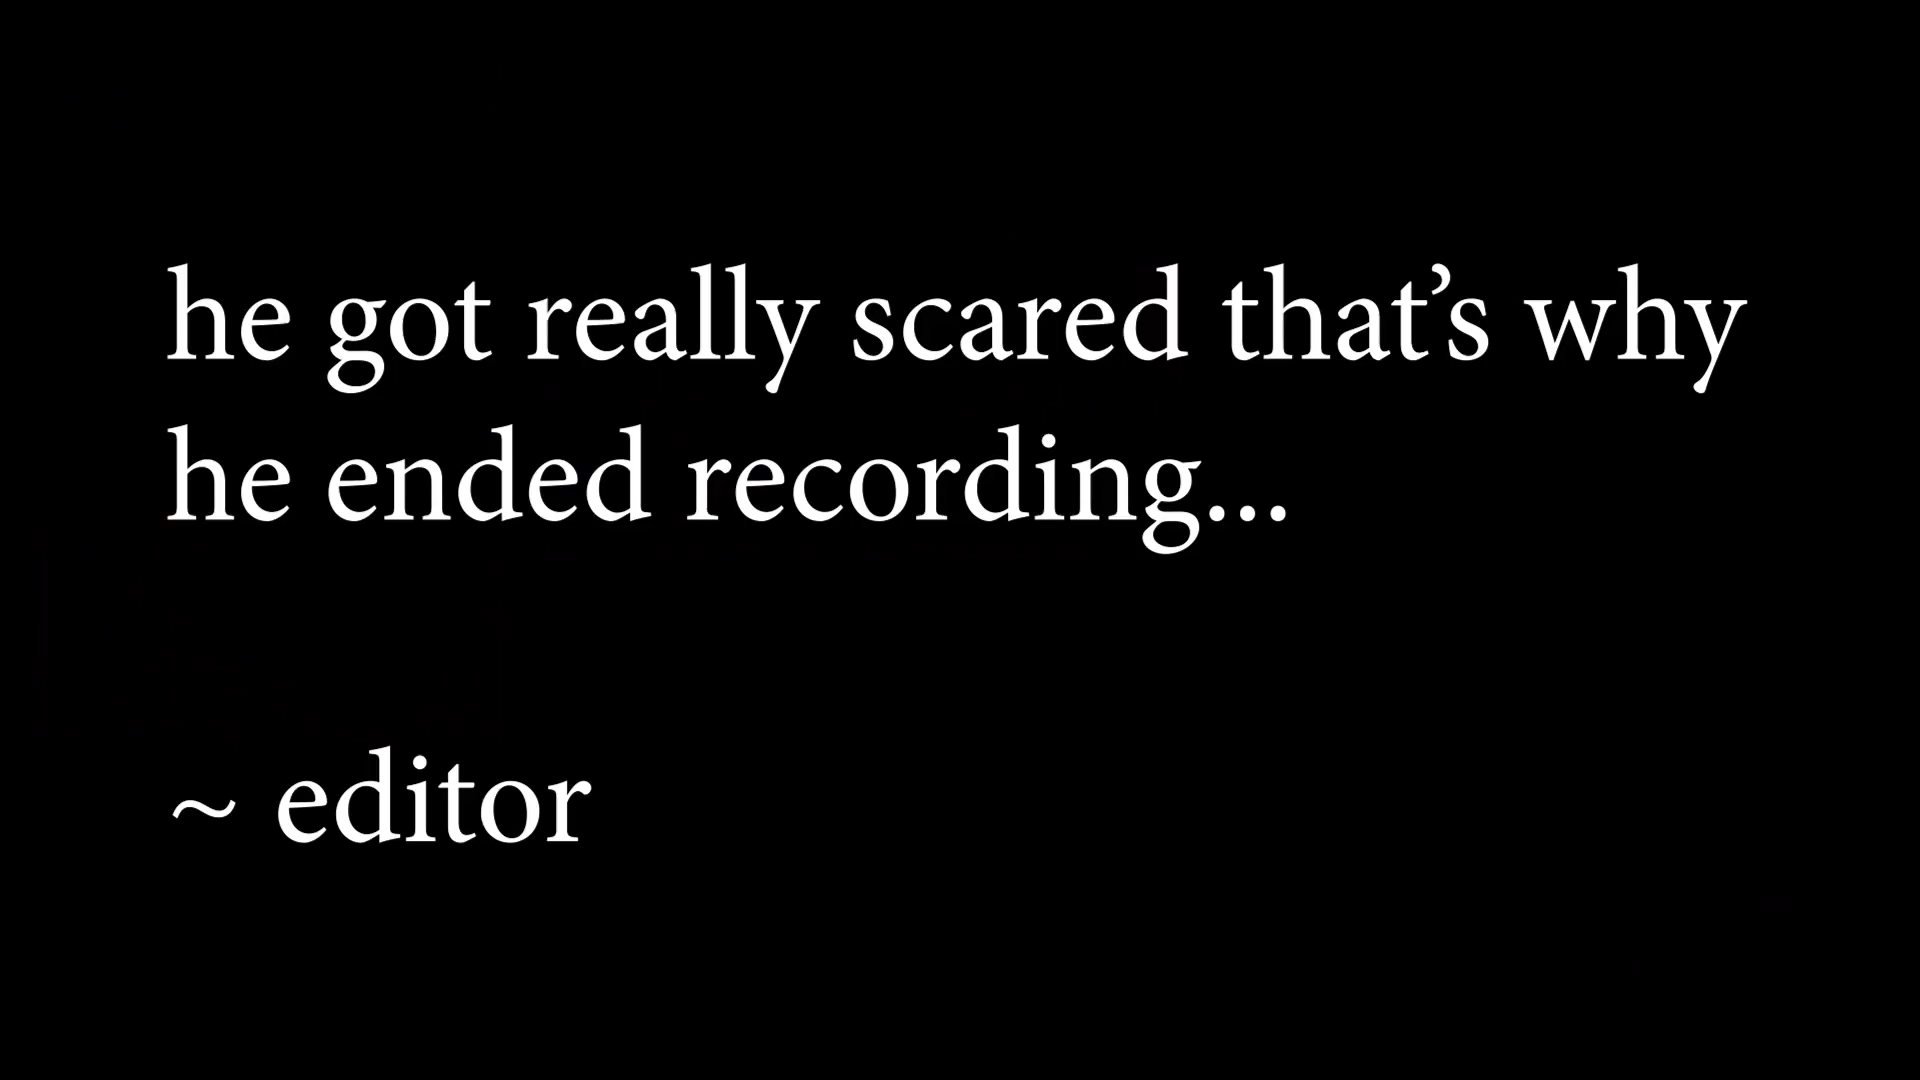 he got really scared that’s why
he ended recording...
~ editor